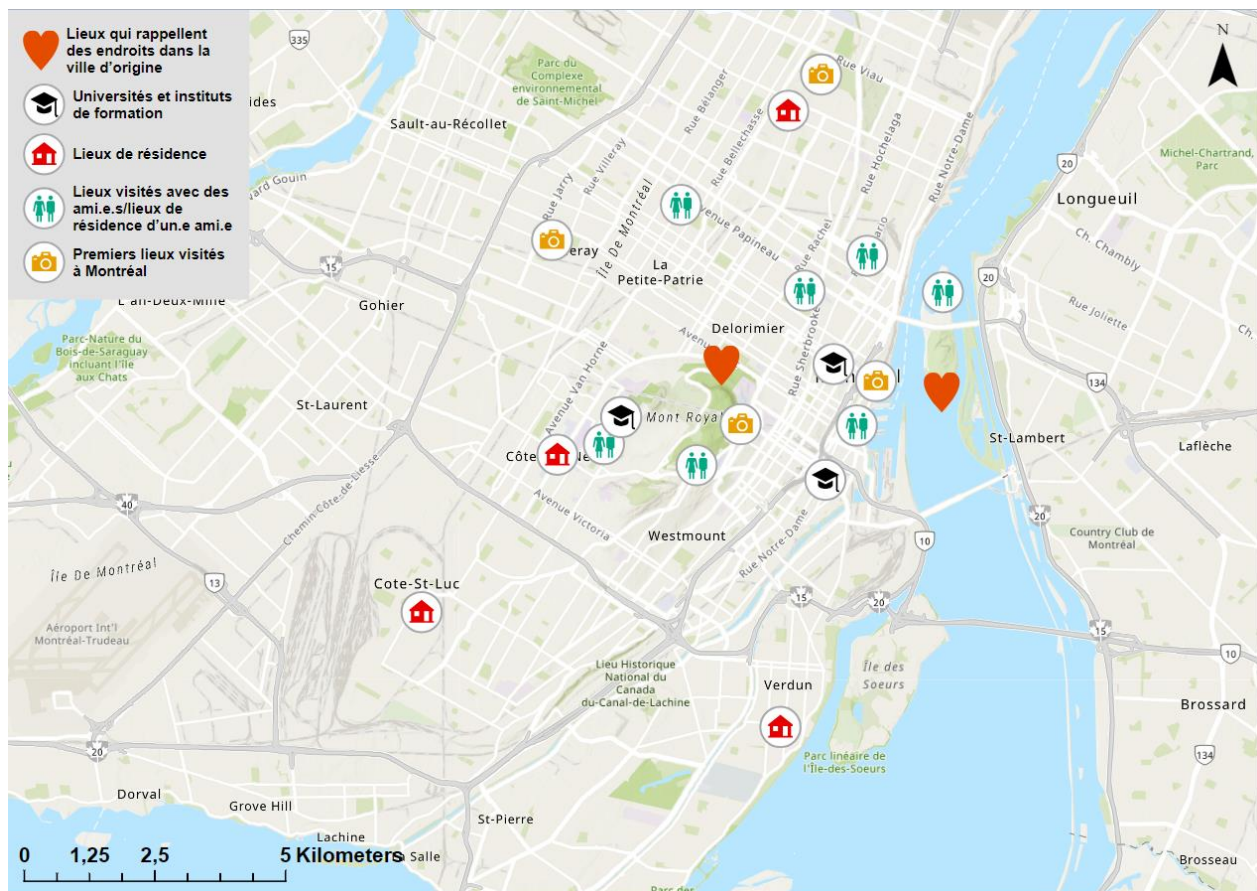 Lieux qui rappellent
des endroits dans la
ville d'origine
Universités et instituts
de formation
Lieux de résidence
Lieux visités avec des
ami.e.s/lieux de
résidence d'un.e ami.e
Premiers lieux visités
à Montréal
N
335
Parc du
Complexe
environnemental
de Saint-Michel
Rue Viau
Rue Bélanger
Rue Bellechasse
Sault-au-Récollet
Rue Hochelaga
Rue Notre-Dame
20
Michel-Chartrand,
Parc
Longueuil
Rue Villeray
Rue Jarry
Île De Montréal
Avenue Papineau
Rue Rachel
Ch. Chambly
15
La
Petite-Patrie
20
Gohier
Rue Joliette
Delorimier
Rue Sherbrooke
Parc-Nature du
Bois-de-Saraguay
incluant l'île
aux Chats
Avenue Van Horne
134
St-Laurent
Mont Royal
St-Lambert
Laflèche
Chemin-Côte-de-Liesse
40
Avenue Victoria
Westmount
Rue Notre-Dame
10
20
Country Club de
Montréal
Île De Montréal
13
Cote-St-Luc
15
20
15
Aéroport Int'l
Montréal-Trudeau
10
Lieu Historique
National du
Canada
du-Canal-de-Lachine
Île des
Soeurs
Verdun
Brossard
20
Parc linéaire de
l'Île-des-Soeurs
134
Dorval
Grove Hill
St-Pierre
Lachine
La Salle
0 1,25 2,5 5 Kilometers
Brosseau
Parc des